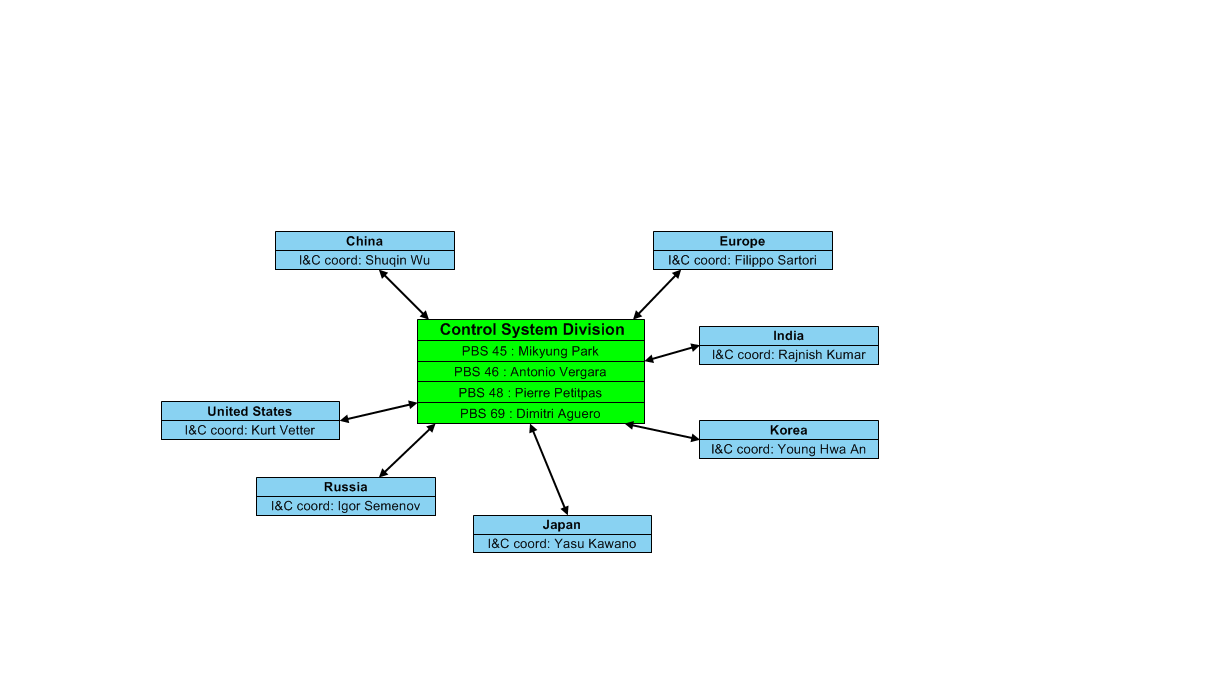 China
I&C coord: Shuqin Wu
Europe
I&C coord: Filippo Sartori
Control System Division
PBS 45 : Mikyung Park
PBS 46 : Antonio Vergara
PBS 48 : Pierre Petitpas
PBS 69 : Dimitri Aguero
India
I&C coord: Rajnish Kumar
United States
I&C coord: Kurt Vetter
Korea
I&C coord: Young Hwa An
Russia
I&C coord: Igor Semenov
Japan
I&C coord: Yasu Kawano